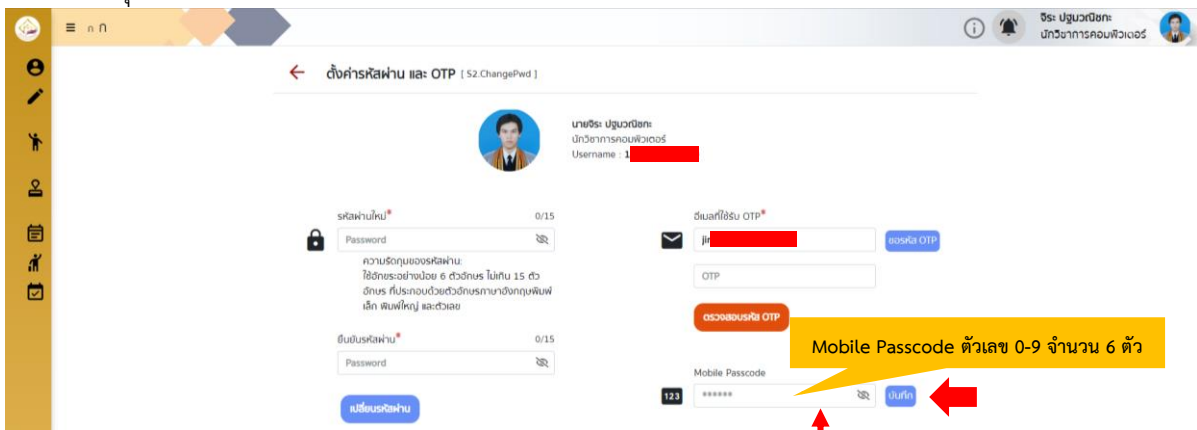 ก ก
จิระ ปฐมวณิชกะ
นักวิชาการคอมพิวเตอร์
ตั้งค่ารหัสผ่าน และ OTP [ S2.ChangePwd ]
นายจิระ ปฐมวณิชกะ
นักวิชาการคอมพิวเตอร์
Username : 1
รหัสผ่านใหม่* 0/15
Password
ความรัดกุมของรหัสผ่าน:
ใช้อักขระอย่างน้อย 6 ตัวอักษร ไม่เกิน 15 ตัว
อักษร ที่ประกอบด้วยตัวอักษรภาษาอังกฤษพิมพ์
เล็ก พิมพ์ใหญ่ และตัวเลข
ยืนยันรหัสผ่าน* 0/15
Password
เปลี่ยนรหัสผ่าน
อีเมลที่ใช้รับ OTP*
jir
ขอรหัส OTP
OTP
ตรวจสอบรหัส OTP
Mobile Passcode ตัวเลข 0-9 จำนวน 6 ตัว
Mobile Passcode
123
******
บันทึก